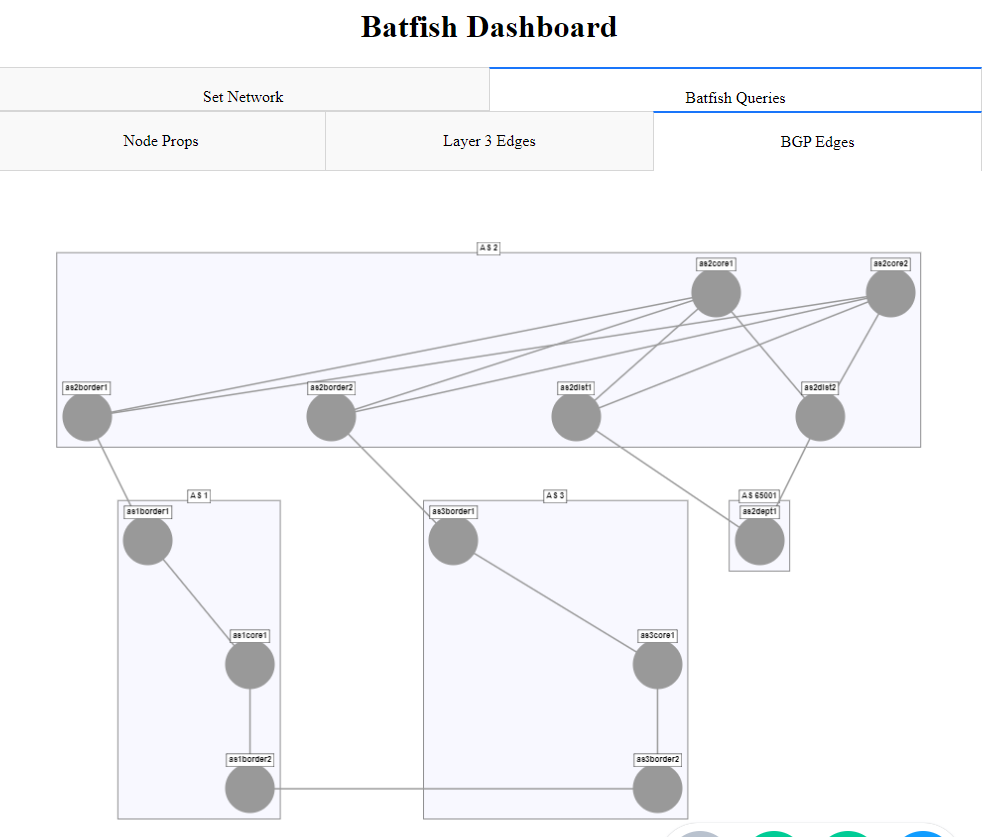 Batfish Dashboard
Set Network
Batfish Queries
Node Props
Layer 3 Edges
BGP Edges
AS 2
as2core1
as2core2
as2border1
as2border2
as2dist1
as2dist2
AS 1
AS 3
AS 65001
as1border1
as3border1
as2dept1
as1core1
as3core1
as1border2
as3border2